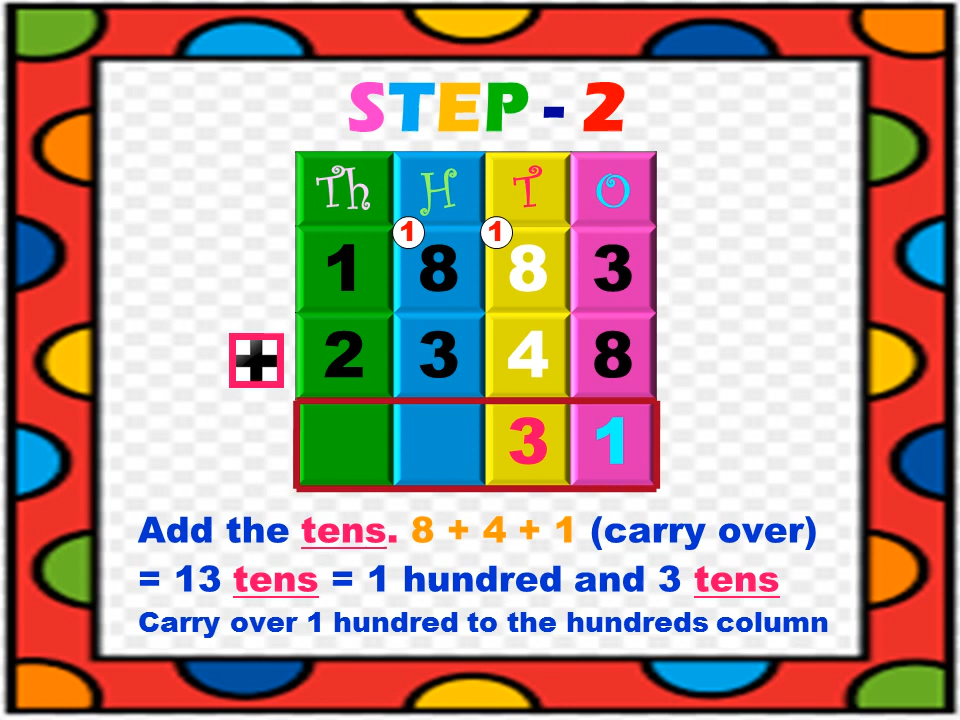 STEP - 2
Th H T O
1 1
1 8 8 3
+ 2 3 4 8
3 1
Add the tens. 8 + 4 + 1 (carry over)
= 13 tens = 1 hundred and 3 tens
Carry over 1 hundred to the hundreds column